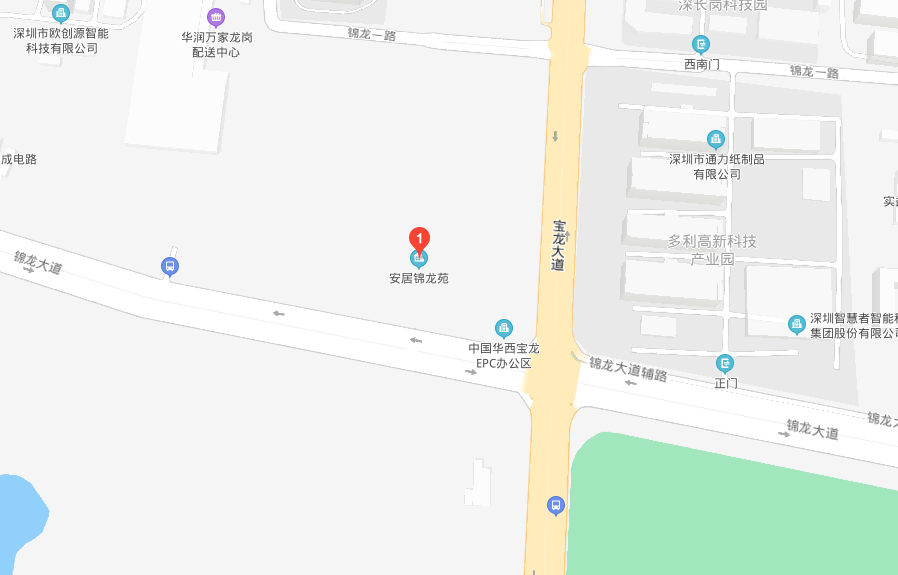 深长岗科技园
深圳市欧创源智能
科技有限公司
华润万家龙岗
配送中心
锦龙一路
西南门
锦龙一路
成电路
深圳市通力纸制品
有限公司
宝龙大道
多利高新科技
产业园
锦龙大道
1
安居锦龙苑
深圳智慧者智能科
集团股份有限公司
中国华西宝龙
EPC办公区
锦龙大道辅路
正门
锦龙大道
锦龙大